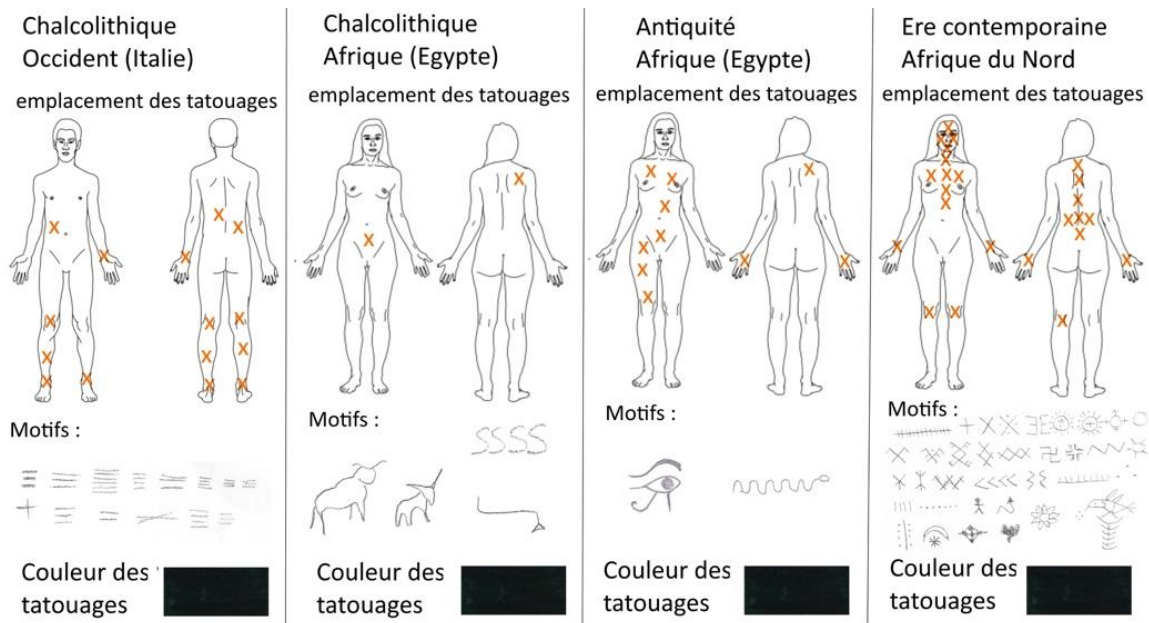 Chalcolithique
Occident (Italie)
emplacement des tatouages
Motifs :
Couleur des
tatouages
Chalcolithique
Afrique (Egypte)
emplacement des tatouages
Motifs :
Couleur des
tatouages
Antiquité
Afrique (Egypte)
emplacement des tatouages
Motifs :
Couleur des
tatouages
Ere contemporaine
Afrique du Nord
emplacement des tatouages
Motifs :
Couleur des
tatouages